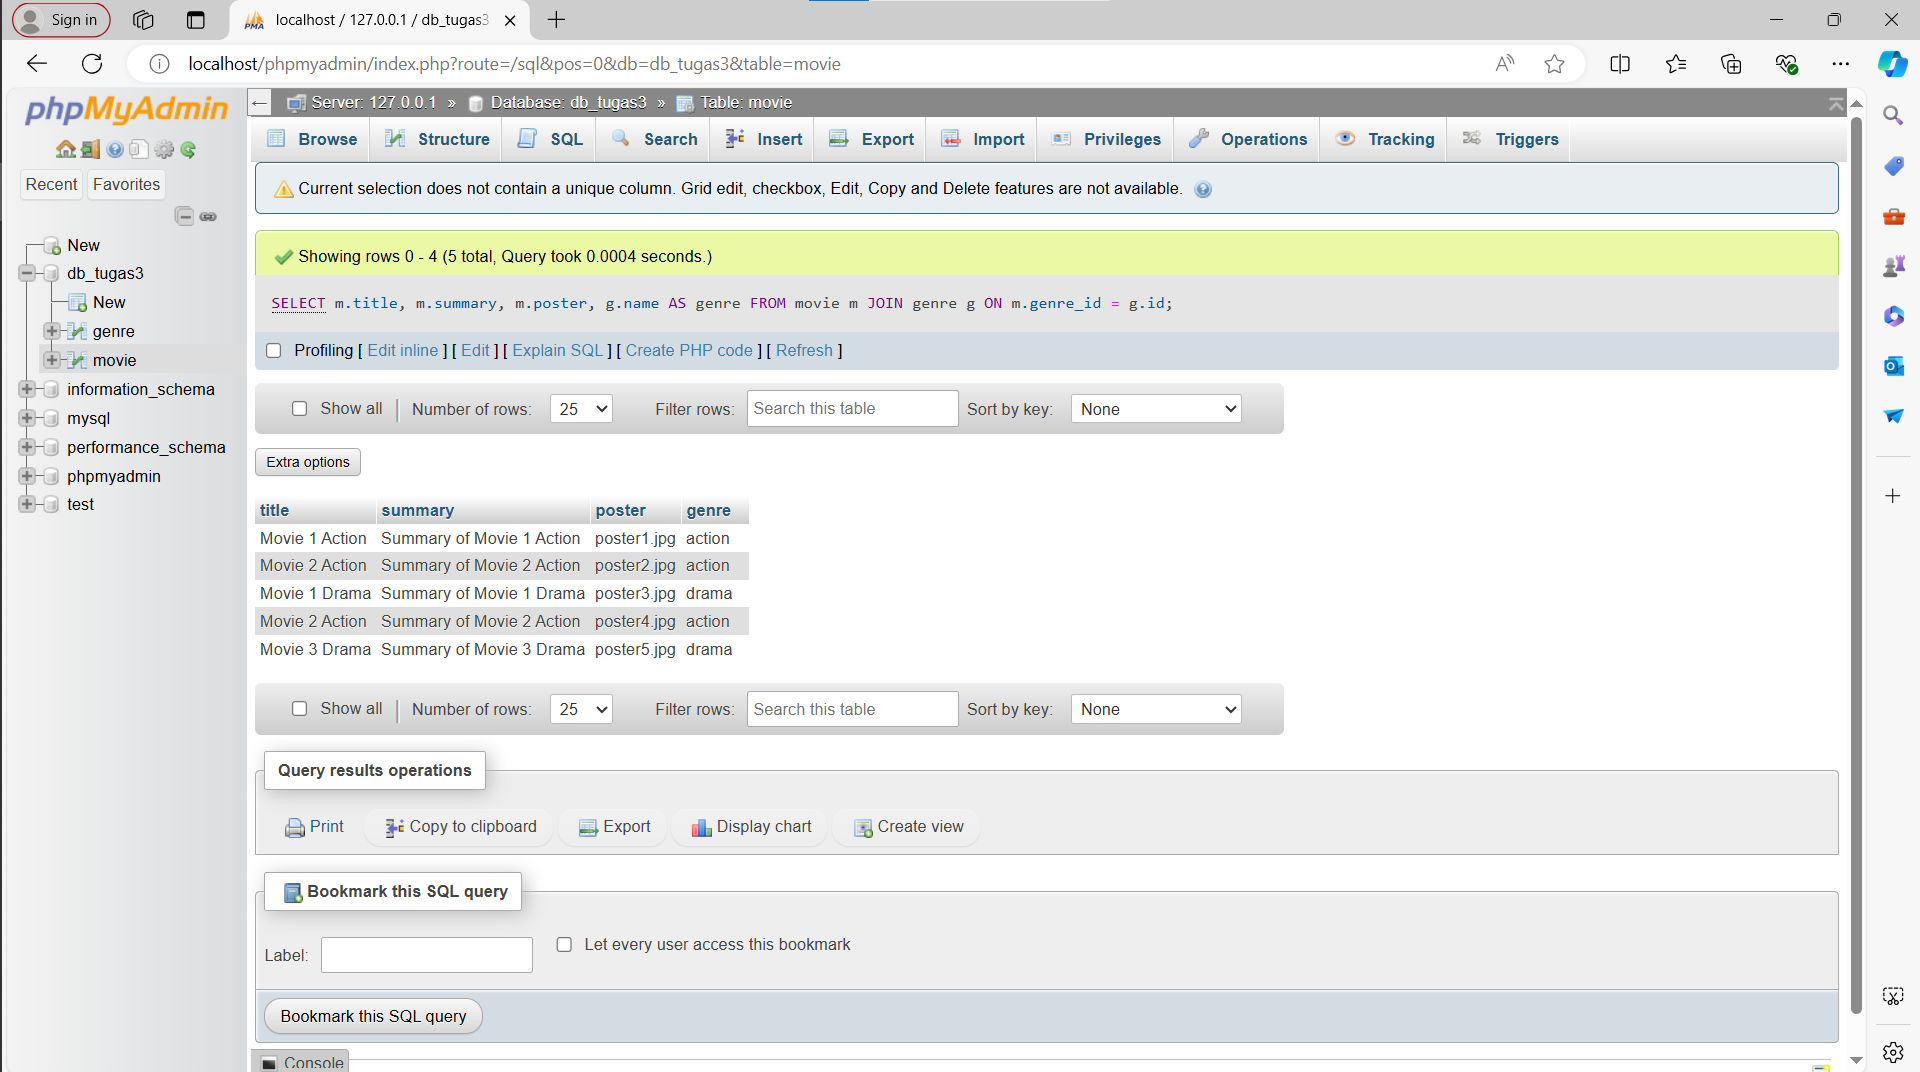 Sign in
localhost / 127.0.0.1 / db_tugas3
localhost/phpmyadmin/index.php?route=/sql&pos=0&db=db_tugas3&table=movie
phpMyAdmin
Recent Favorites
New
db_tugas3
New
genre
movie
information_schema
mysql
performance_schema
phpmyadmin
test
Server: 127.0.0.1 » Database: db_tugas3 » Table: movie
Browse Structure SQL Search Insert Export Import Privileges Operations Tracking Triggers
Current selection does not contain a unique column. Grid edit, checkbox, Edit, Copy and Delete features are not available.
Showing rows 0 - 4 (5 total, Query took 0.0004 seconds.)
SELECT m.title, m.summary, m.poster, g.name AS genre FROM movie m JOIN genre g ON m.genre_id = g.id;
Profiling [ Edit inline ] [ Edit ] [ Explain SQL ] [ Create PHP code ] [ Refresh ]
Show all Number of rows: 25 Filter rows: Search this table Sort by key: None
Extra options
title summary poster genre
Movie 1 Action Summary of Movie 1 Action poster1.jpg action
Movie 2 Action Summary of Movie 2 Action poster2.jpg action
Movie 1 Drama Summary of Movie 1 Drama poster3.jpg drama
Movie 2 Action Summary of Movie 2 Action poster4.jpg action
Movie 3 Drama Summary of Movie 3 Drama poster5.jpg drama
Show all Number of rows: 25 Filter rows: Search this table Sort by key: None
Query results operations
Print Copy to clipboard Export Display chart Create view
Bookmark this SQL query
Label: Let every user access this bookmark
Bookmark this SQL query
Console